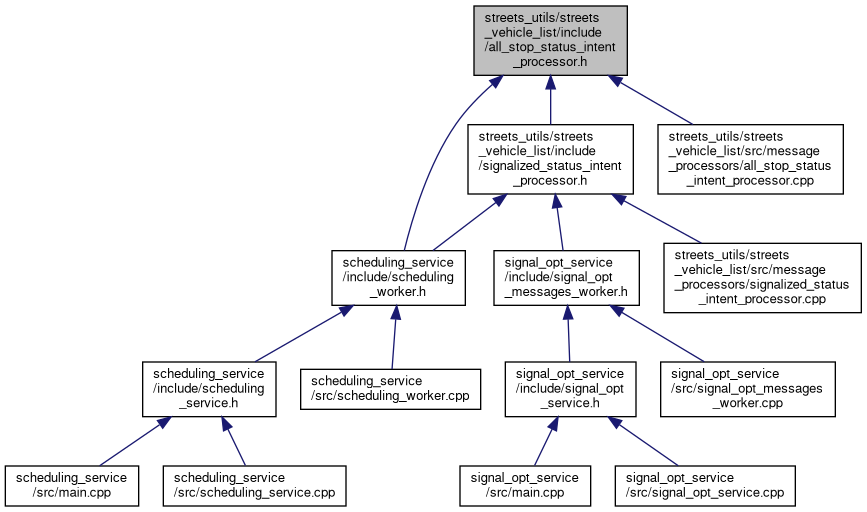 streets_utils/streets
_vehicle_list/include
/all_stop_status_intent
_processor.h
streets_utils/streets
_vehicle_list/include
/signalized_status_intent
_processor.h
streets_utils/streets
_vehicle_list/src/message
_processors/all_stop_status
_intent_processor.cpp
scheduling_service
/include/scheduling
_worker.h
signal_opt_service
/include/signal_opt
_messages_worker.h
streets_utils/streets
_vehicle_list/src/message
_processors/signalized_status
_intent_processor.cpp
scheduling_service
/include/scheduling
_service.h
scheduling_service
/src/scheduling_worker.cpp
signal_opt_service
/include/signal_opt
_service.h
signal_opt_service
/src/signal_opt_messages
_worker.cpp
scheduling_service
/src/main.cpp
scheduling_service
/src/scheduling_service.cpp
signal_opt_service
/src/main.cpp
signal_opt_service
/src/signal_opt_service.cpp